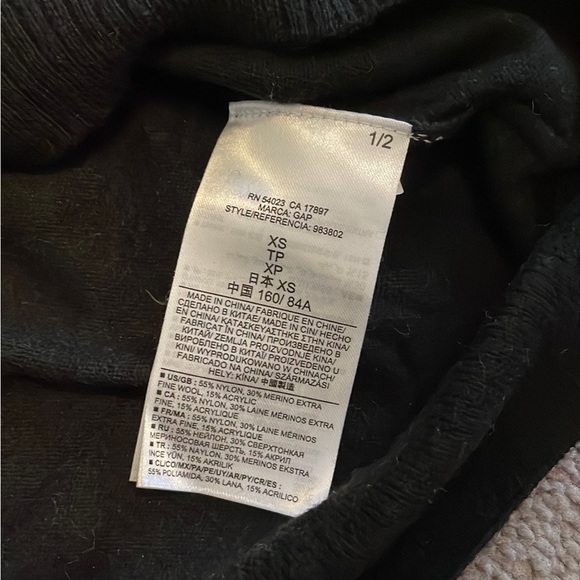 1/2
RN 54023 CA 17897
MARCA: GAP
STYLE/REFERENCIA: 983802
XS
TP
XP
日本 XS
中国 160/ 84A
MADE IN CHINA/ FABRIQUE EN CHINE/
СДЕЛАНО В КИТАЕ/ MADE IN CIN/ HECHO
EN CHINA/ ΚΑΤΑΣΚΕΥΑΣΤΗΚΕ ΣΤΗΝ ΚΙΝΑ/
FABRICAT ÎN CHINA/ ПРОИЗВЕДЕНО В
КИТАЙ/ ZEMLJA PROIZVODNJE KINA/
ВИРОБЛЕНО В КИТАЇ/ PROIZVEDENO U
KINI/ WYPRODUKOWANO W CHINACH/
FABRICADO NA CHINA/ SZÁRMAZÁSI
HELY: KÍNA/ 中國製造
■ US/GB : 55% NYLON, 30% MERINO EXTRA
FINE WOOL, 15% ACRYLIC
■ CA : 55% NYLON, 30% LAINE MÉRINOS EXTRA
FINE, 15% ACRYLIQUE
■ FR/MA : 55% NYLON, 30% LAINE MÉRINOS
EXTRA FINE, 15% ACRYLIQUE
■ RU : 55% НЕЙЛОН, 30% СВЕРХТОНКАЯ
МЕРИНОСОВАЯ ШЕРСТЬ, 15% АКРИЛ
■ TR : 55% NAYLON, 30% MERİNOS EKSTRA
İNCE YÜN, 15% AKRİLİK
■ CL/CO/MX/PA/PE/UY/AR/PY/CR/ES :
55% POLIAMIDA, 30% LANA, 15% ACRILICO